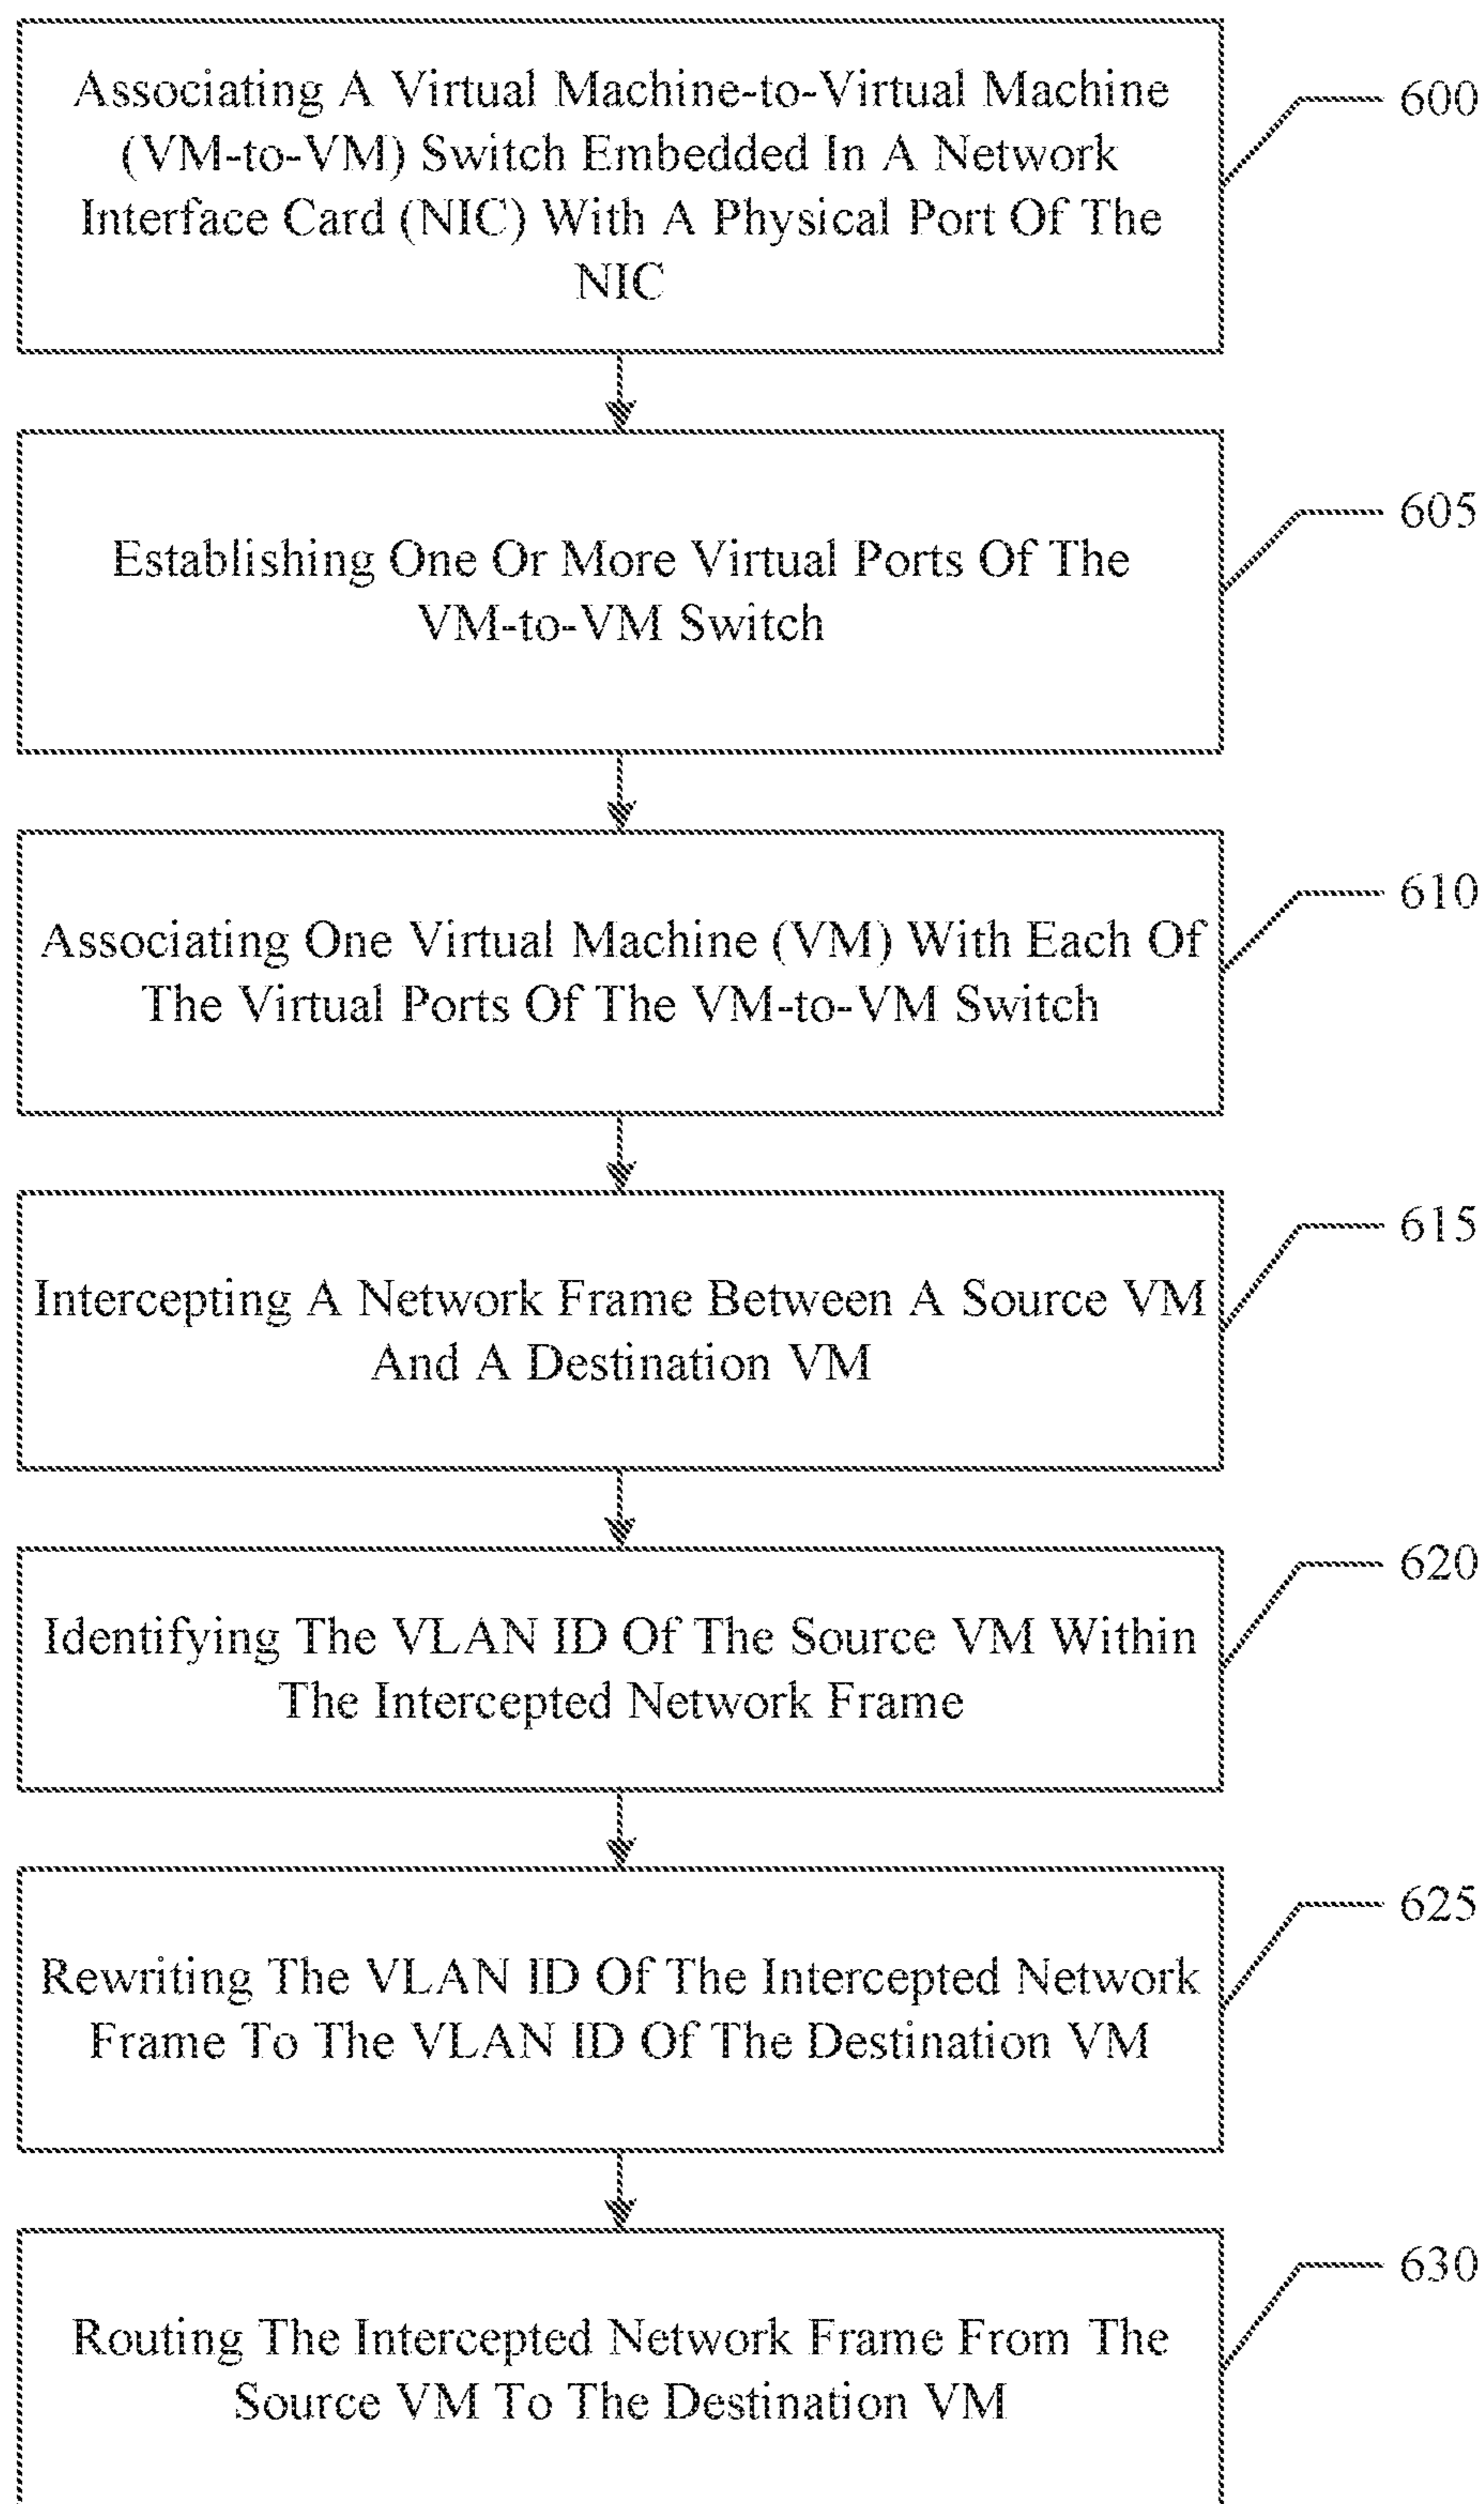 Associating A Virtual Machine-to-Virtual Machine
(VM-to-VM) Switch Embedded In A Network
Interface Card (NIC) With A Physical Port Of The
NIC
600
Establishing One Or More Virtual Ports Of The
VM-to-VM Switch
605
Associating One Virtual Machine (VM) With Each Of
The Virtual Ports Of The VM-to-VM Switch
610
Intercepting A Network Frame Between A Source VM
And A Destination VM
615
Identifying The VLAN ID Of The Source VM Within
The Intercepted Network Frame
620
Rewriting The VLAN ID Of The Intercepted Network
Frame To The VLAN ID Of The Destination VM
625
Routing The Intercepted Network Frame From The
Source VM To The Destination VM
630